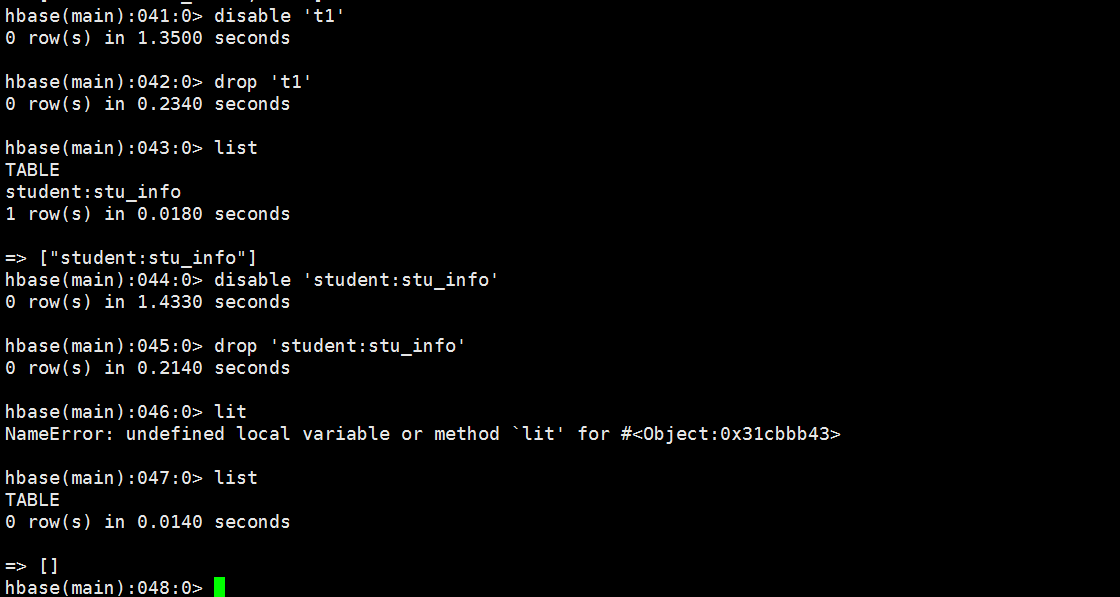 hbase(main):041:0> disable 't1'
0 row(s) in 1.3500 seconds
hbase(main):042:0> drop 't1'
0 row(s) in 0.2340 seconds
hbase(main):043:0> list
TABLE
student:stu_info
1 row(s) in 0.0180 seconds
=> ["student:stu_info"]
hbase(main):044:0> disable 'student:stu_info'
0 row(s) in 1.4330 seconds
hbase(main):045:0> drop 'student:stu_info'
0 row(s) in 0.2140 seconds
hbase(main):046:0> lit
NameError: undefined local variable or method `lit' for #<Object:0x31cbbb43>
hbase(main):047:0> list
TABLE
0 row(s) in 0.0140 seconds
=> []
hbase(main):048:0>